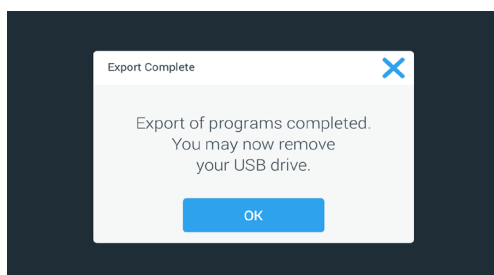 Export Complete
Export of programs completed.
You may now remove
your USB drive.
OK